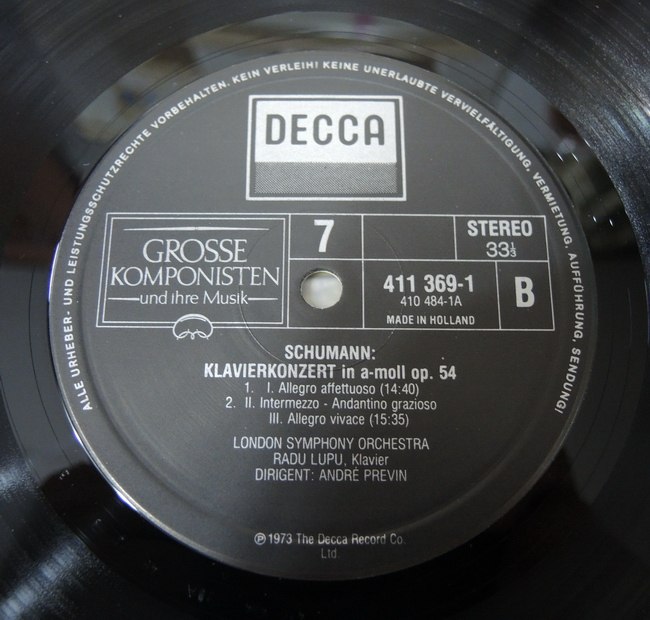 ALLE URHEBER- UND LEISTUNGSSCHUTZRECHTE VORBEHALTEN. KEIN VERLEIH! KEINE UNERLAUBTE VERVIELFÄLTIGUNG, VERMIETUNG, AUFFÜHRUNG, SENDUNG!
DECCA
GROSSE
KOMPONISTEN
und ihre Musik
7
STEREO
33⅓
411 369-1
410 484-1A
MADE IN HOLLAND
B
SCHUMANN:
KLAVIERKONZERT in a-moll op. 54
1. I. Allegro affettuoso (14:40)
2. II. Intermezzo - Andantino grazioso
III. Allegro vivace (15:35)
LONDON SYMPHONY ORCHESTRA
RADU LUPU, Klavier
DIRIGENT: ANDRÉ PREVIN
℗ 1973 The Decca Record Co.
Ltd.